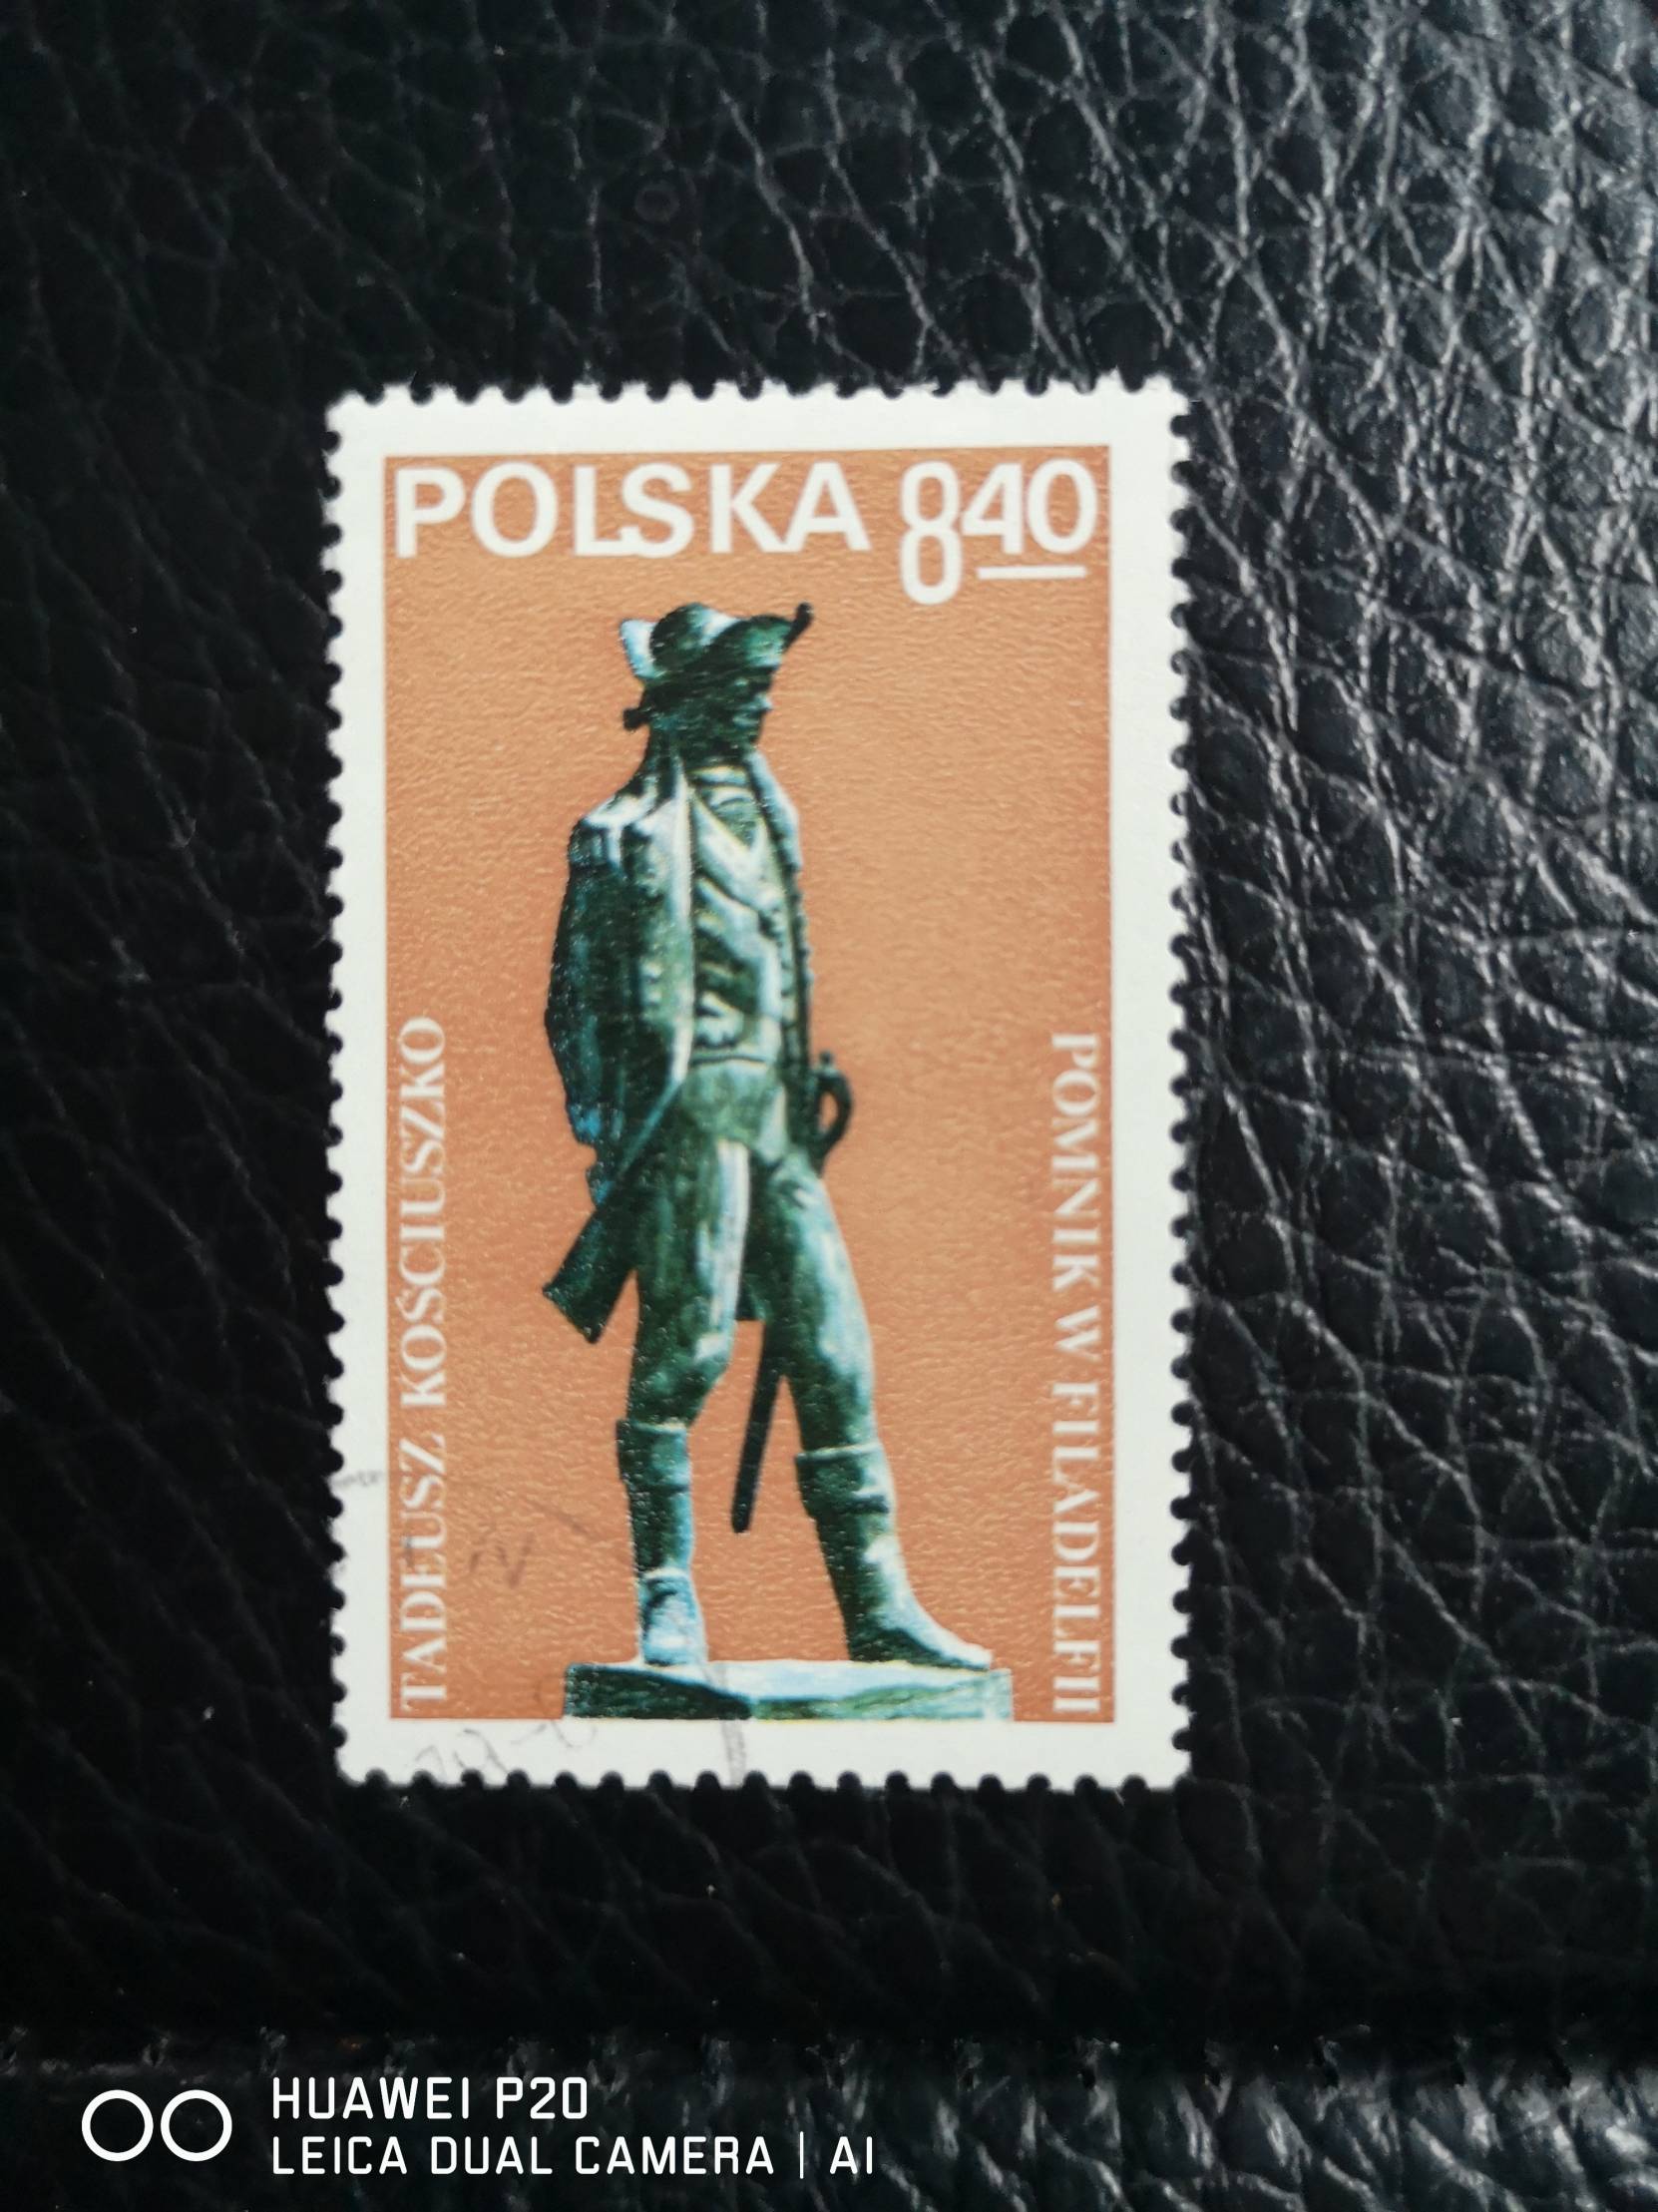 POLSKA 840
TADEUSZ KOŚCIUSZKO
POMNIK W FILADELFII
HUAWEI P20
LEICA DUAL CAMERA | AI